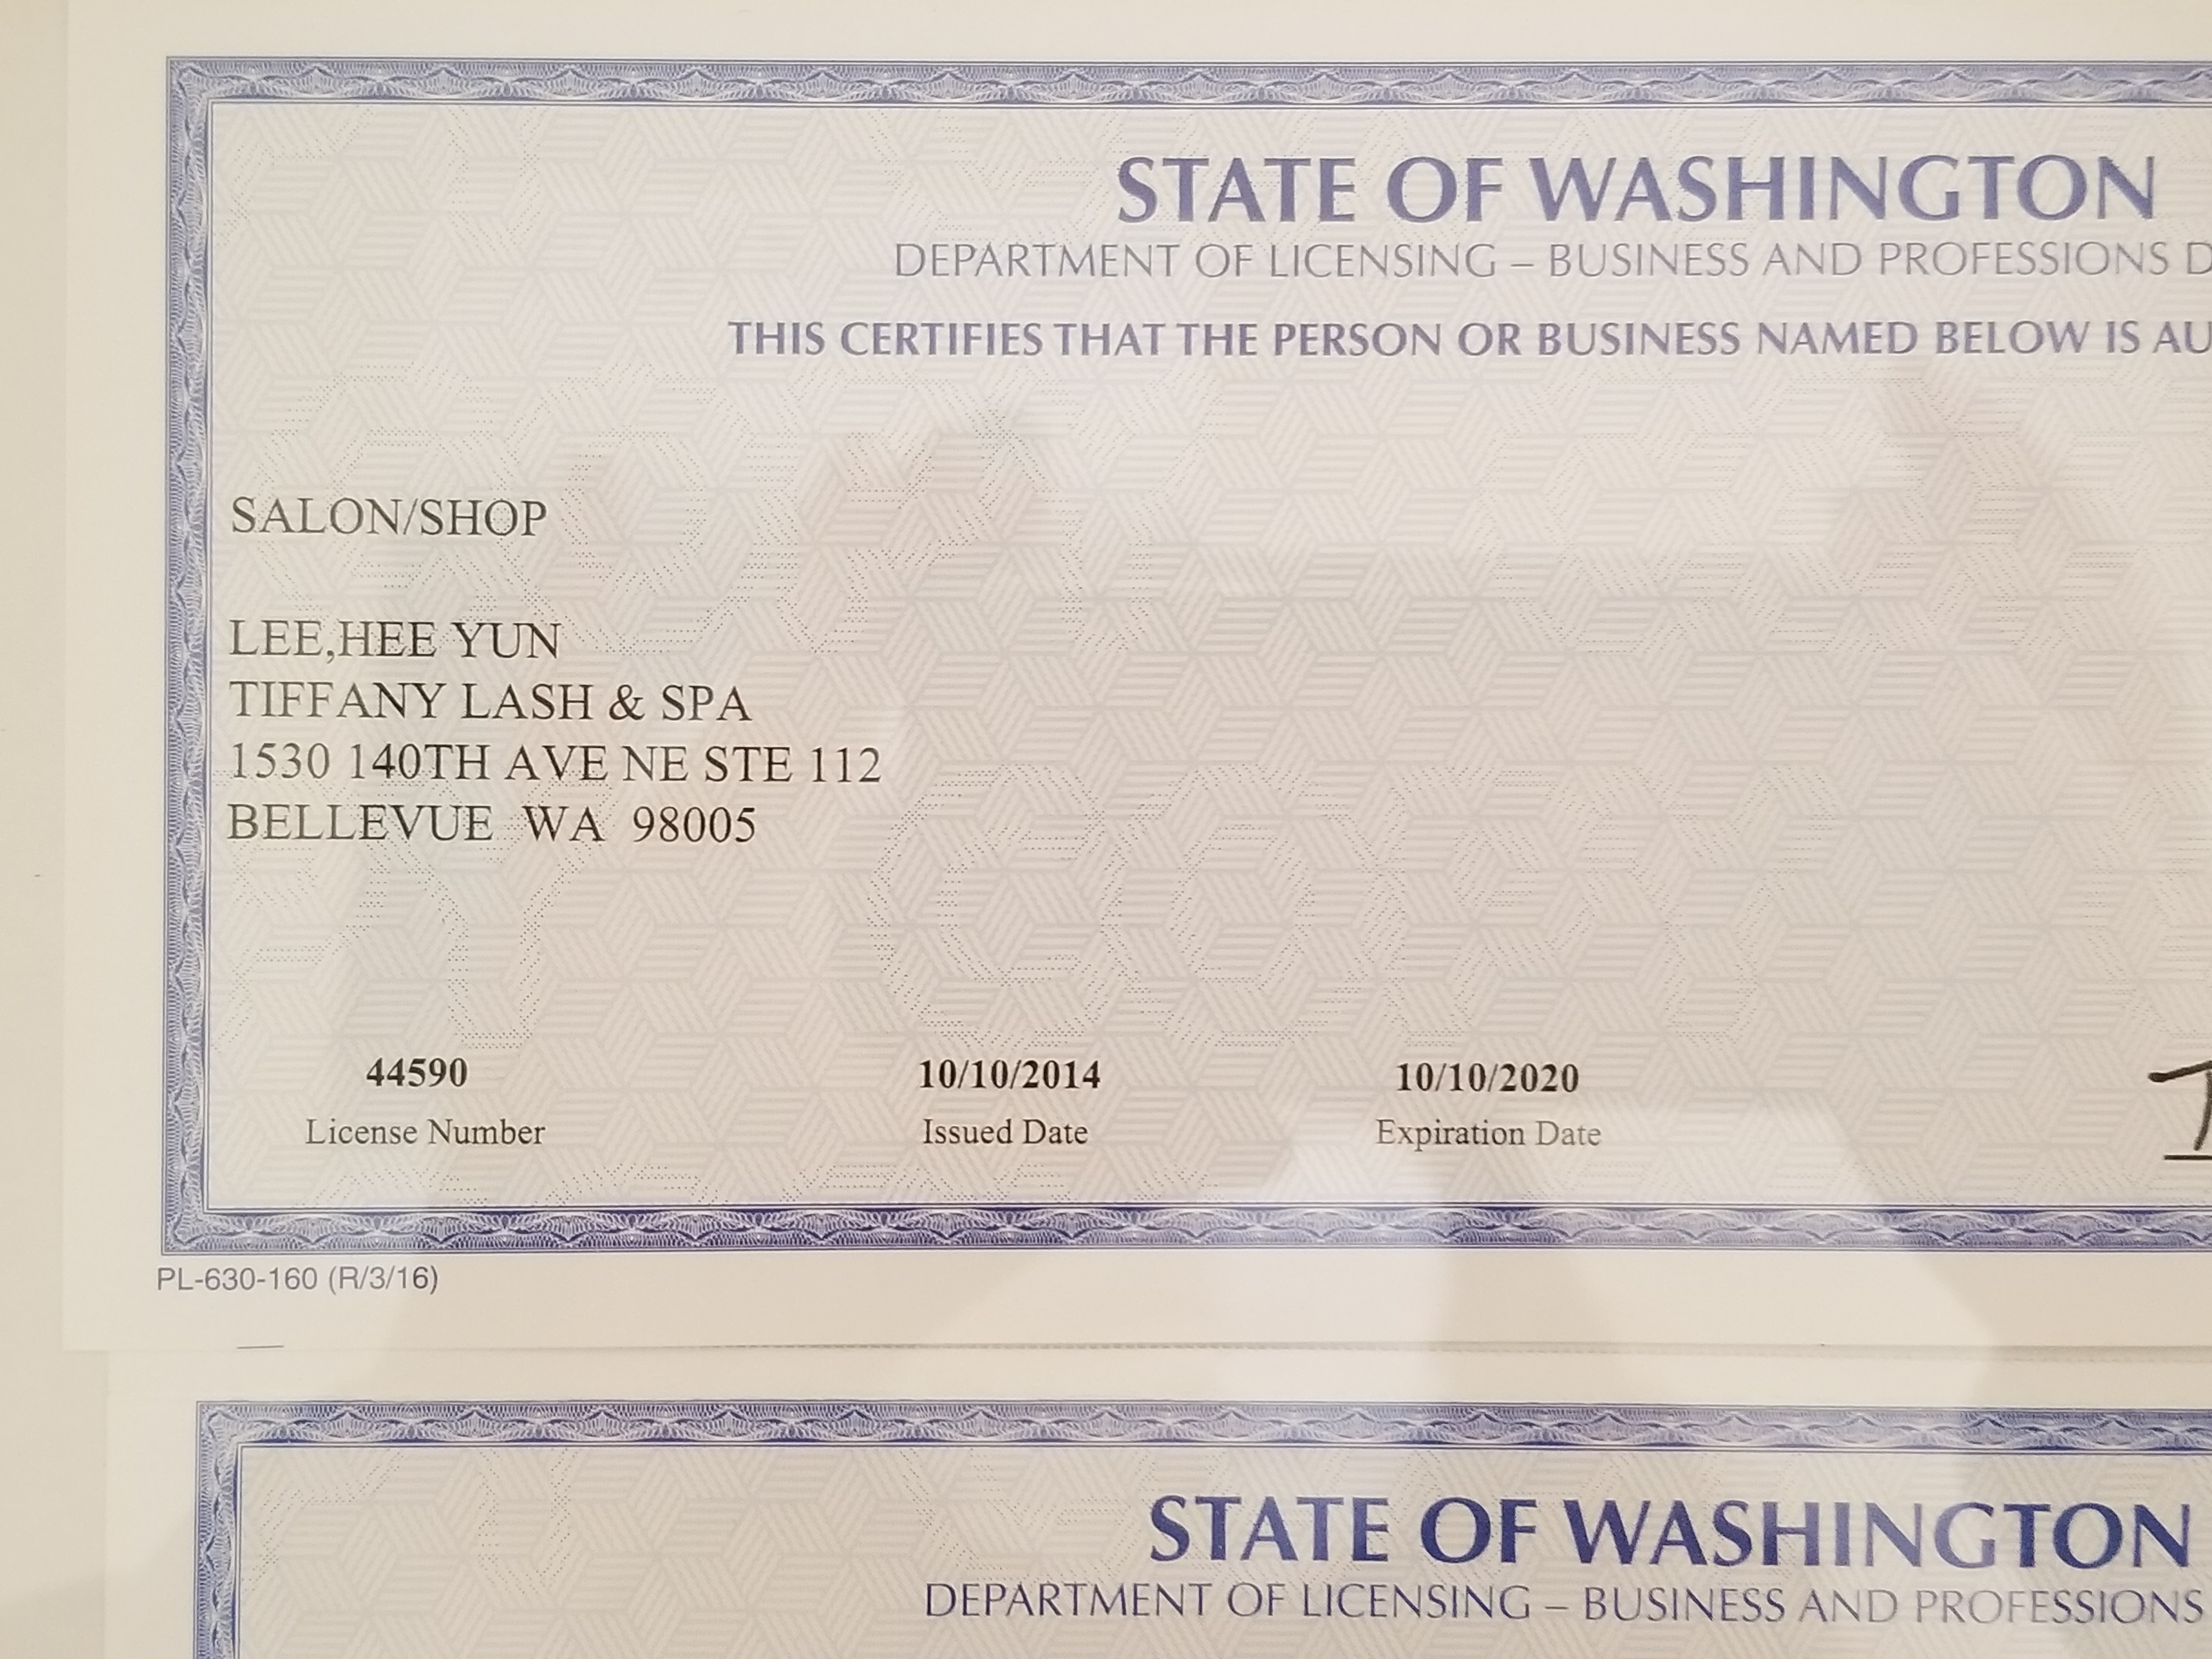 STATE OF WASHINGTON
DEPARTMENT OF LICENSING – BUSINESS AND PROFESSIONS D
THIS CERTIFIES THAT THE PERSON OR BUSINESS NAMED BELOW IS AU
SALON/SHOP
LEE,HEE YUN
TIFFANY LASH & SPA
1530 140TH AVE NE STE 112
BELLEVUE WA 98005
44590 10/10/2014 10/10/2020
License Number Issued Date Expiration Date
PL-630-160 (R/3/16)
STATE OF WASHINGTON
DEPARTMENT OF LICENSING – BUSINESS AND PROFESSIONS